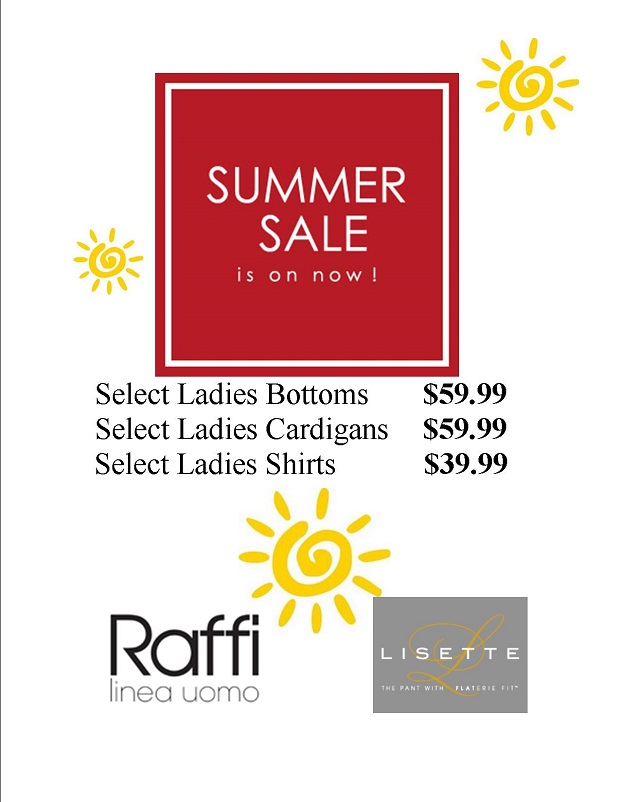 SUMMER
SALE
is on now!
Select Ladies Bottoms $59.99
Select Ladies Cardigans $59.99
Select Ladies Shirts $39.99
Raffi
linea uomo
L
LISETTE
THE PANT WITH FLATERIE FIT™